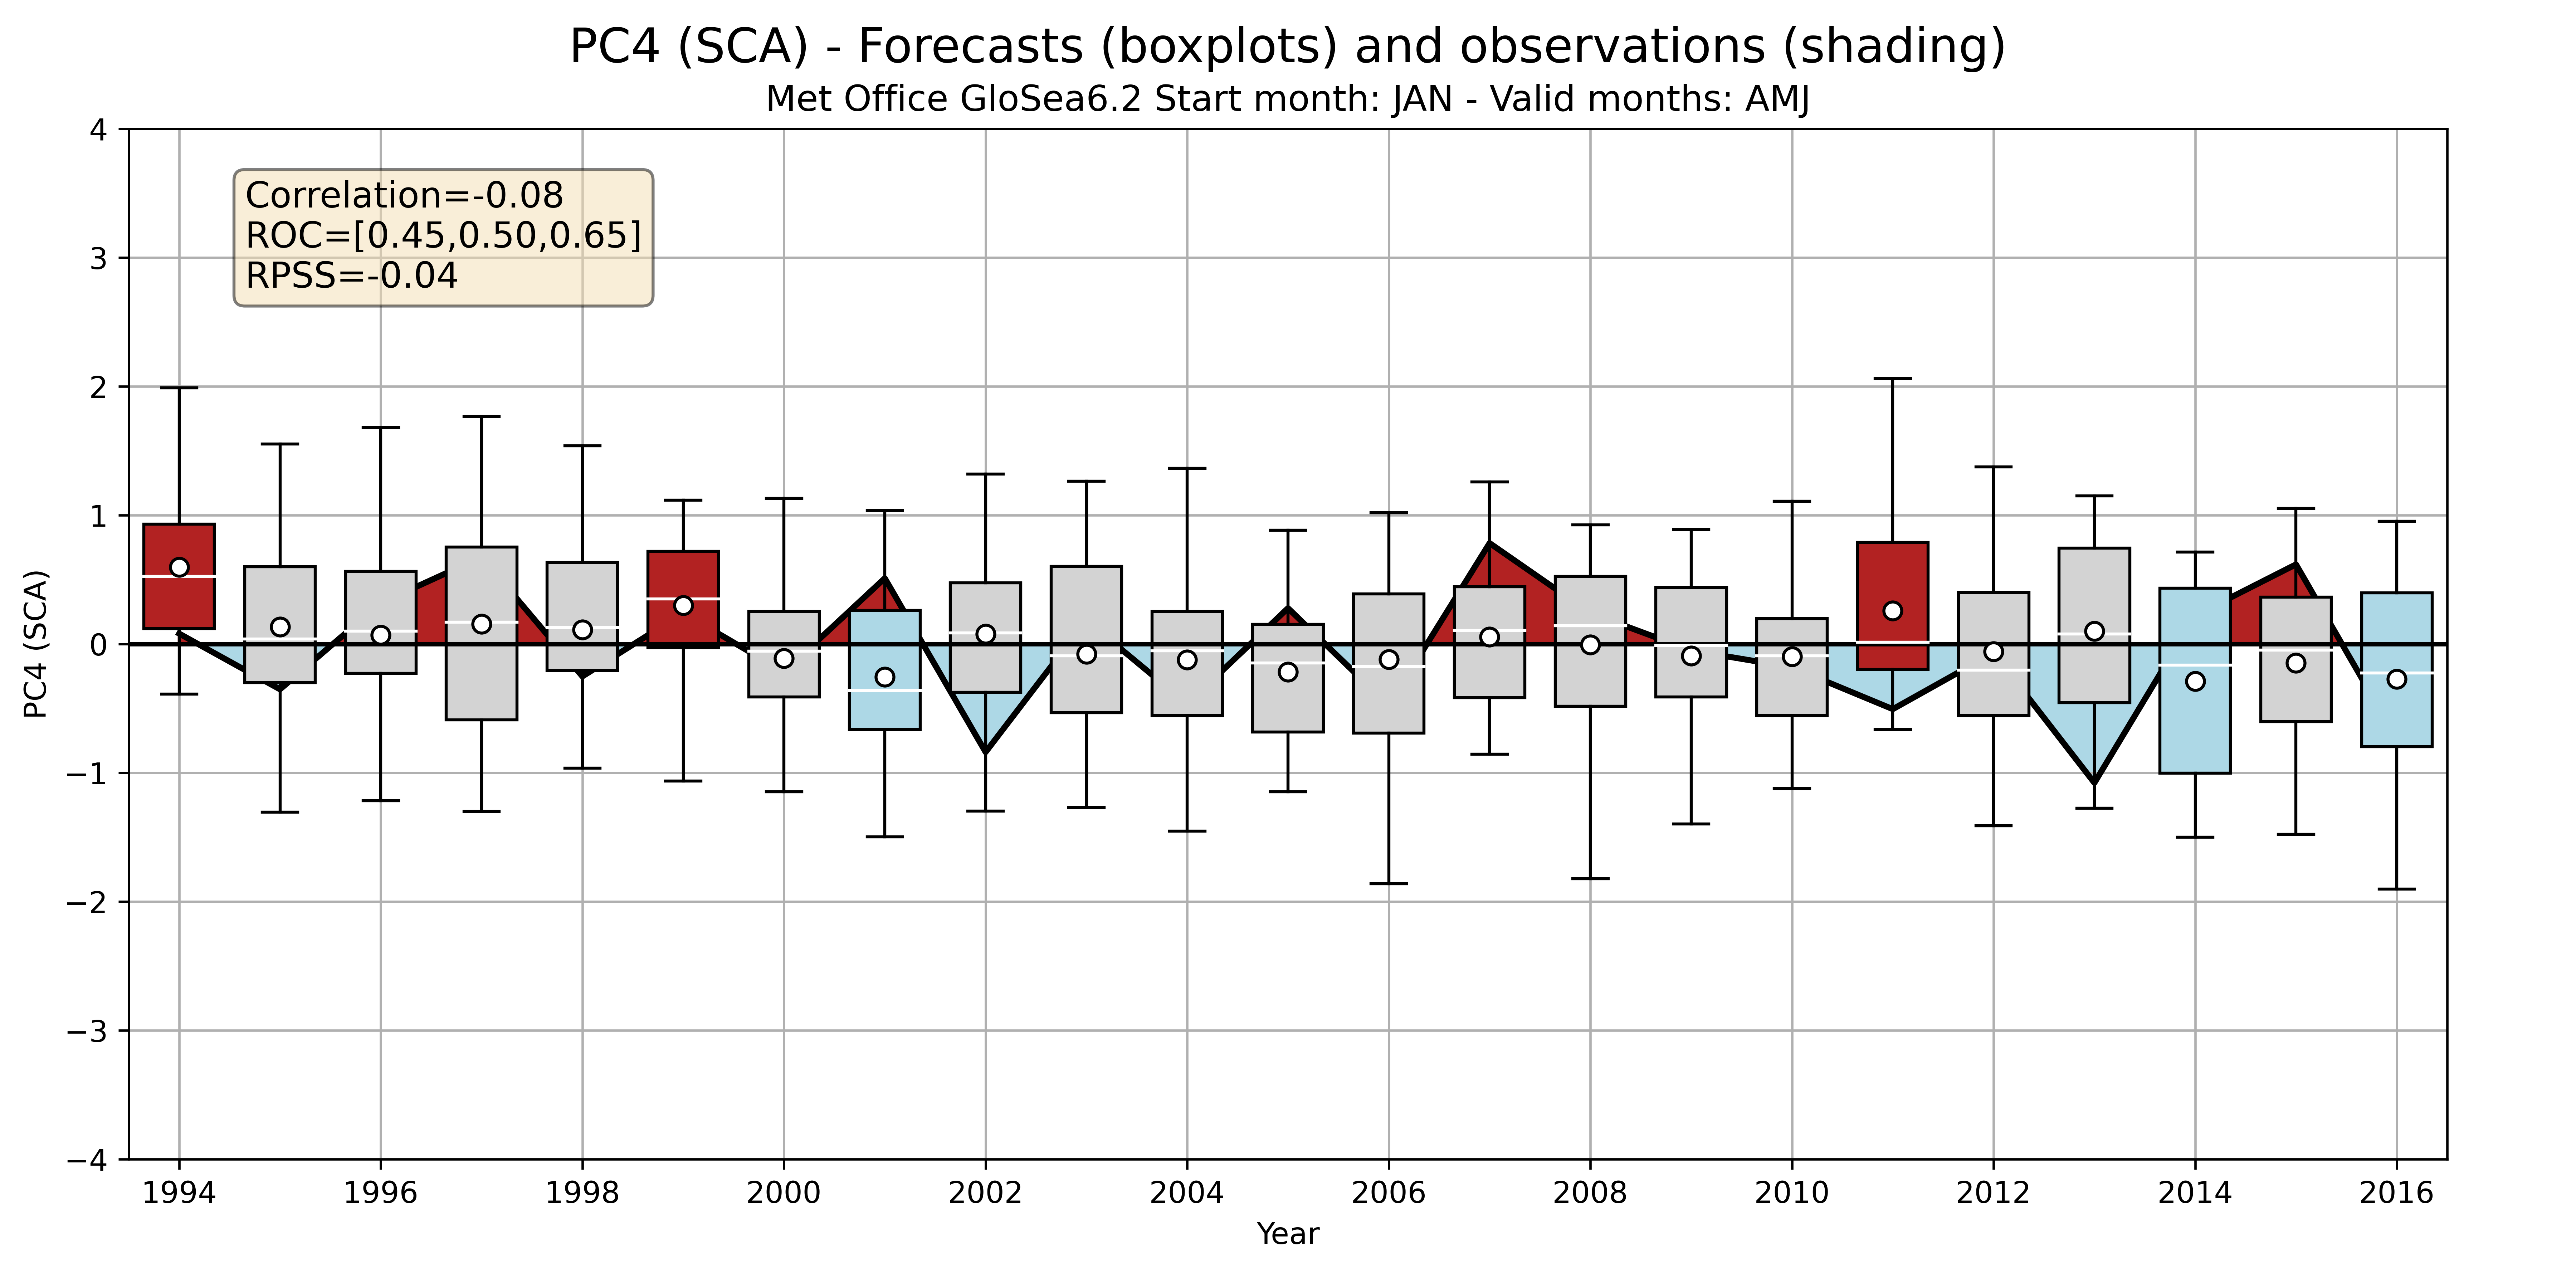 PC4 (SCA) - Forecasts (boxplots) and observations (shading)
Met Office GloSea6.2 Start month: JAN - Valid months: AMJ
Correlation=-0.08
ROC=[0.45,0.50,0.65]
RPSS=-0.04
PC4 (SCA)
4
3
2
1
0
−1
−2
−3
−4
1994 1996 1998 2000 2002 2004 2006 2008 2010 2012 2014 2016
Year